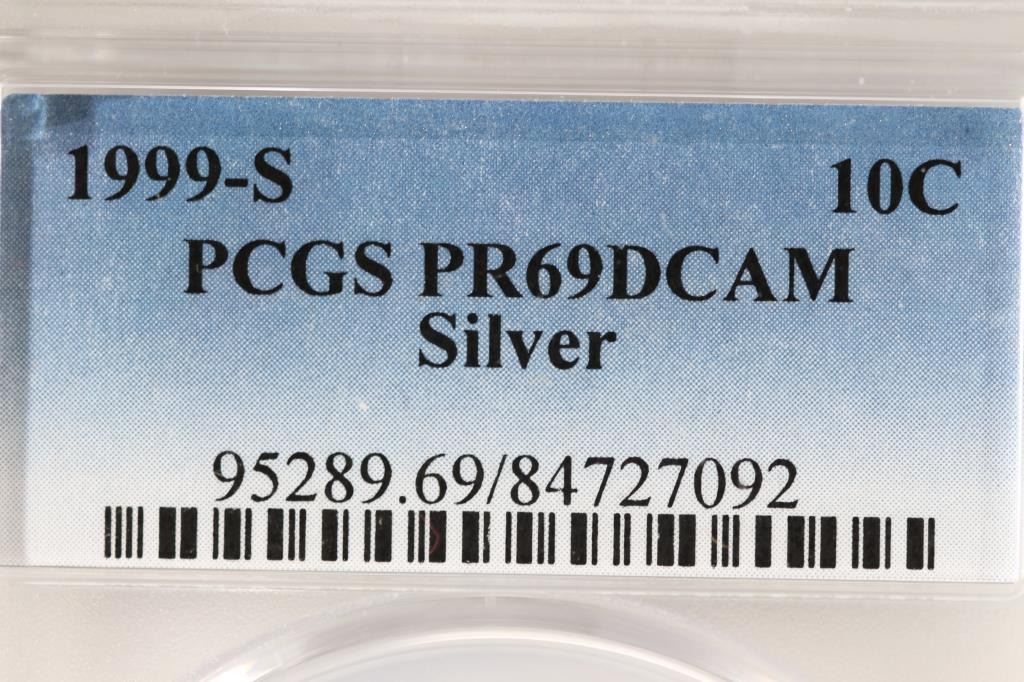 1999-S 10C
PCGS PR69DCAM
Silver
95289.69/84727092